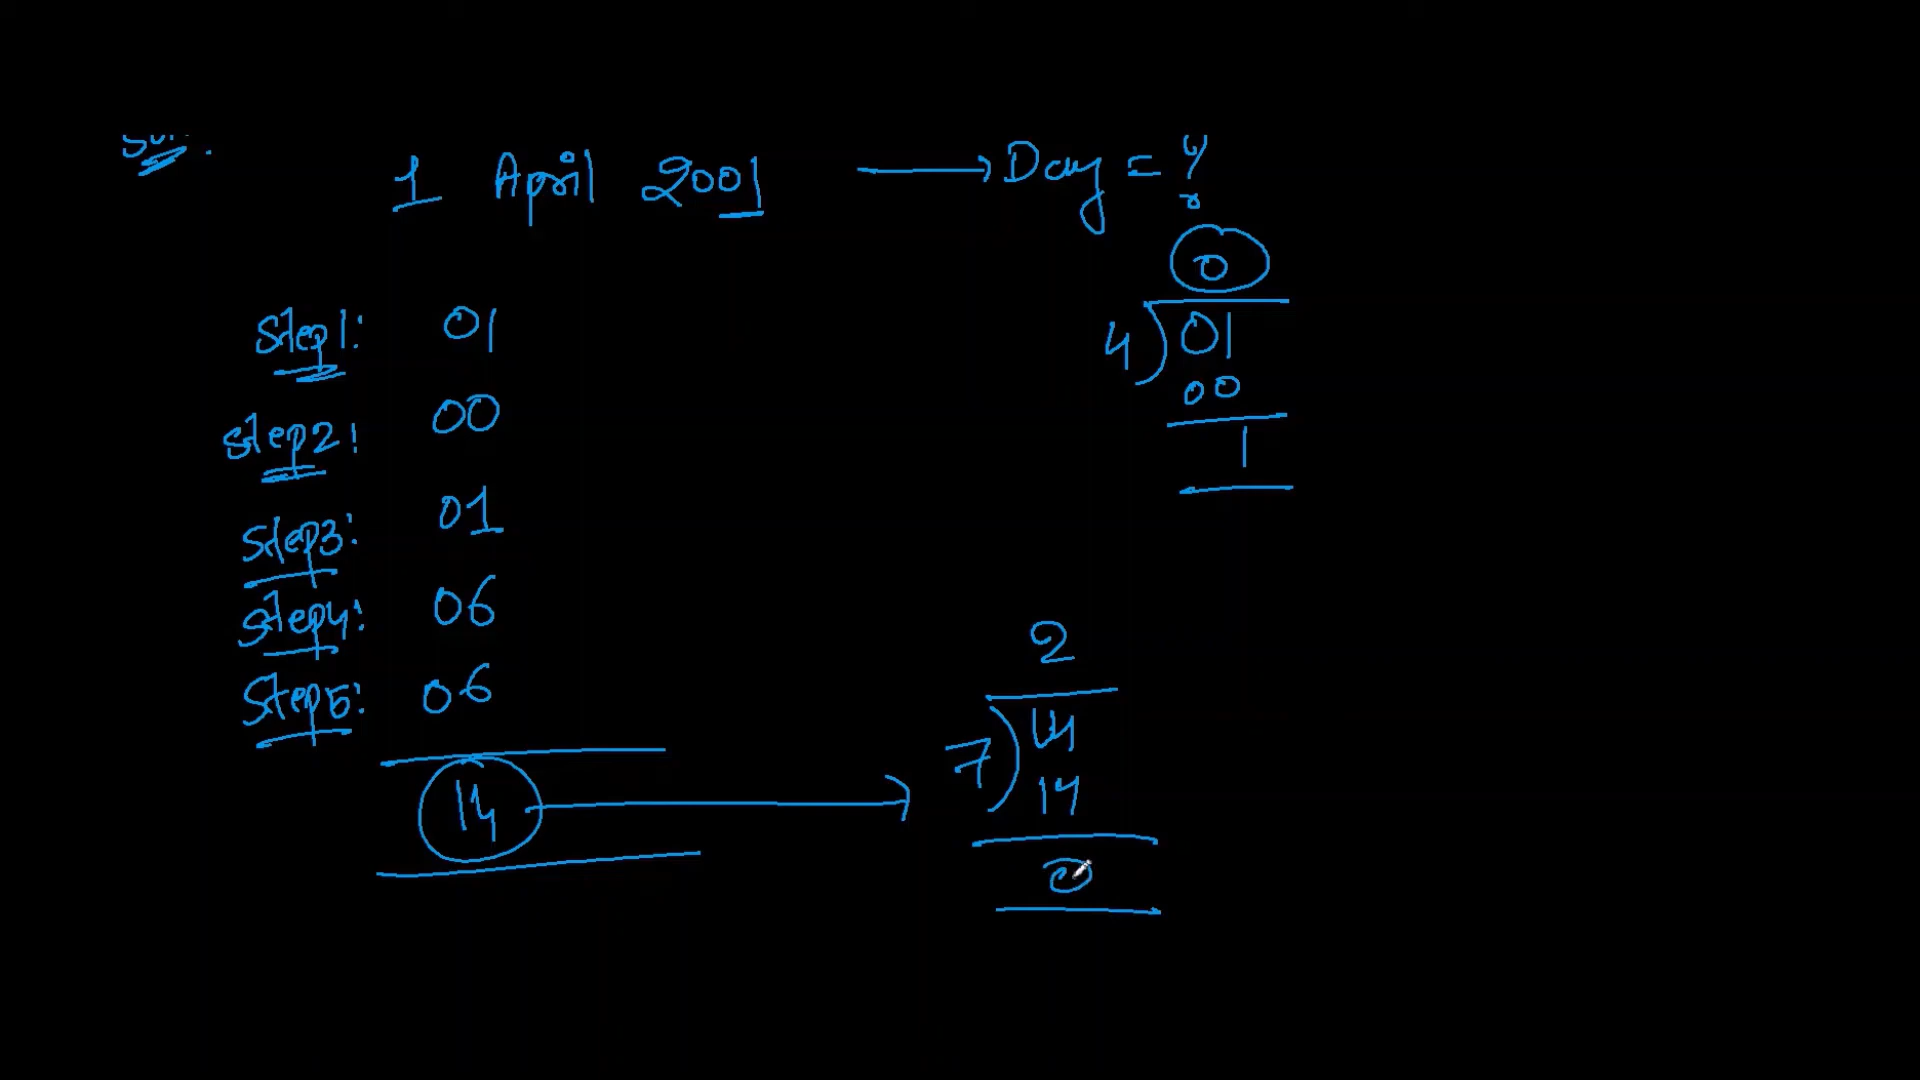 Soln.
1 April 2001 → Day = ?
Step1: 01
Step2: 00
Step3: 01
Step4: 06
Step5: 06
14
0
4) 01
00
1
2
7) 14
14
0